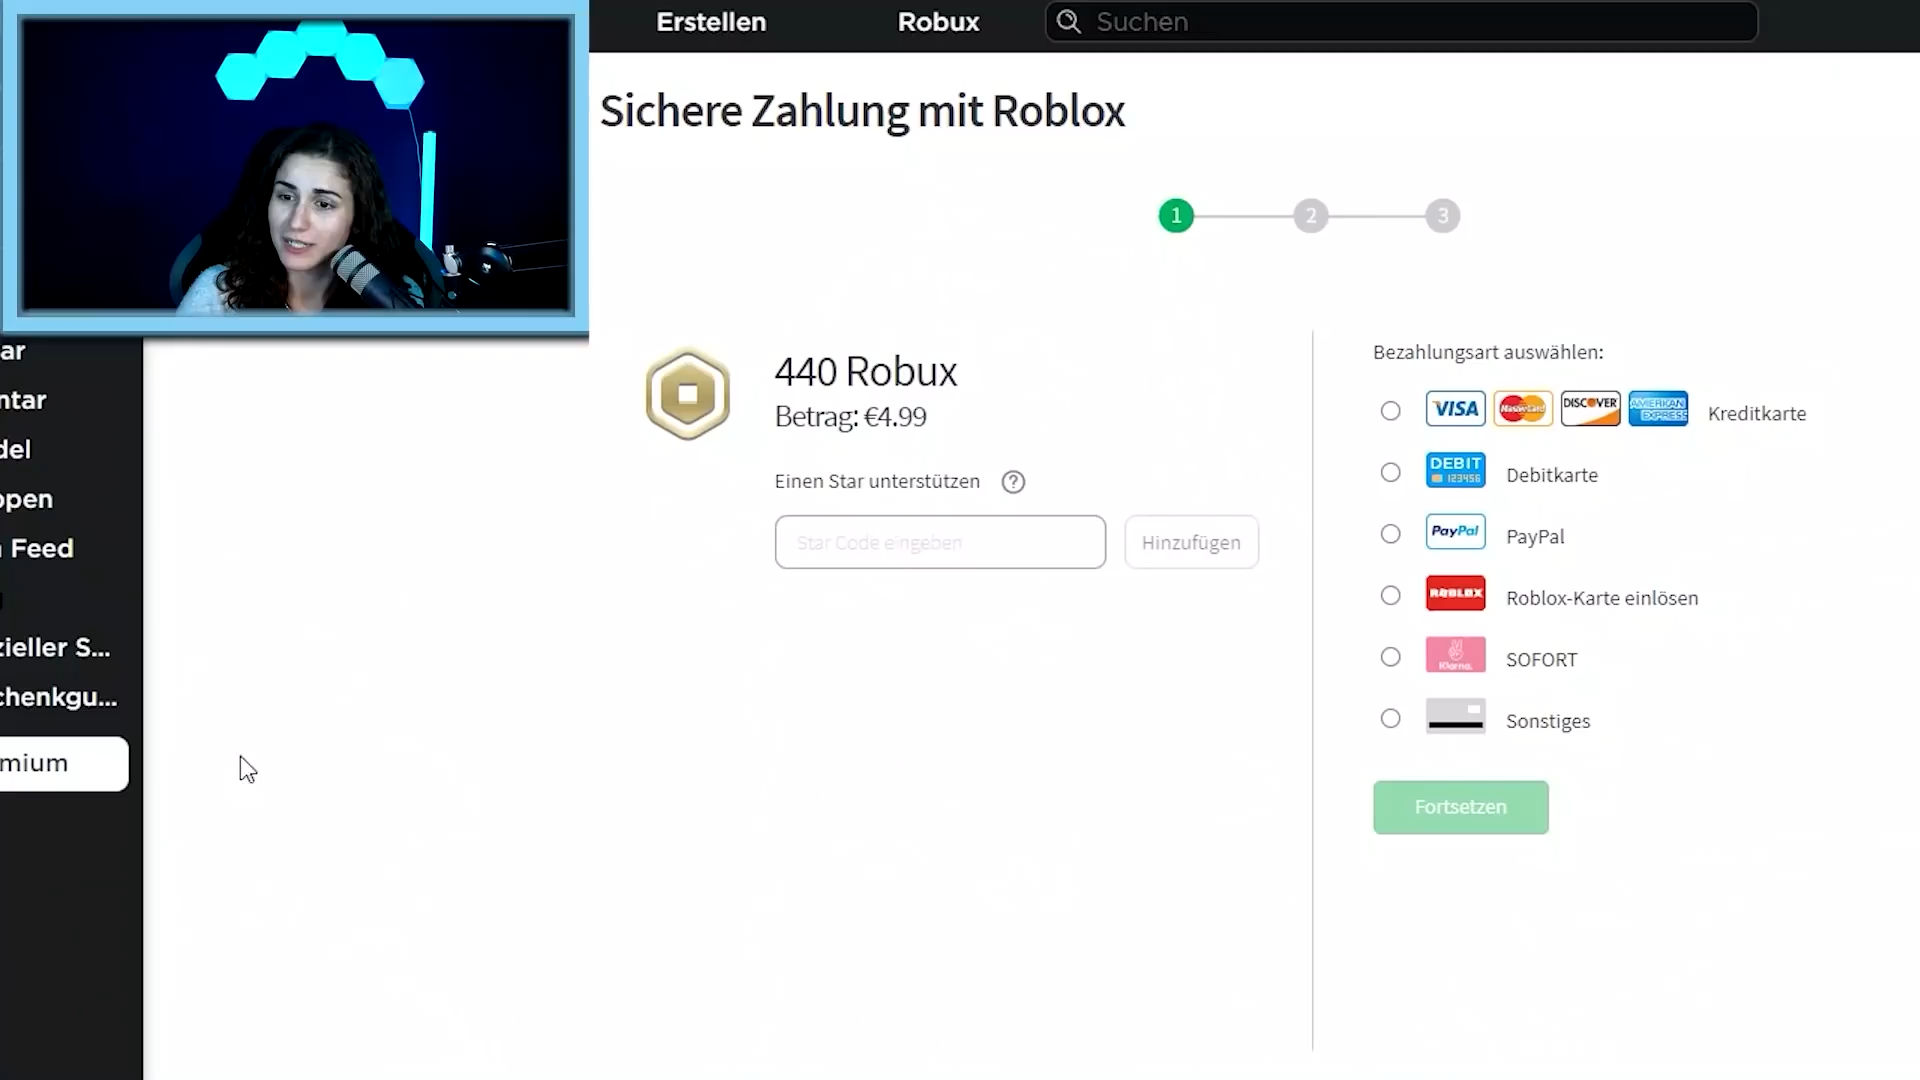 Erstellen
Robux
Suchen
Sichere Zahlung mit Roblox
1
2
3
ar
ntar
del
ppen
Feed
zieller S...
chenkgu...
mium
440 Robux
Betrag: €4.99
Einen Star unterstützen ?
Star Code eingeben
Hinzufügen
Bezahlungsart auswählen:
VISA MasterCard DISCOVER AMERICAN EXPRESS Kreditkarte
DEBIT 123456 Debitkarte
PayPal PayPal
ROBLOX Roblox-Karte einlösen
Klarna. SOFORT
Sonstiges
Fortsetzen